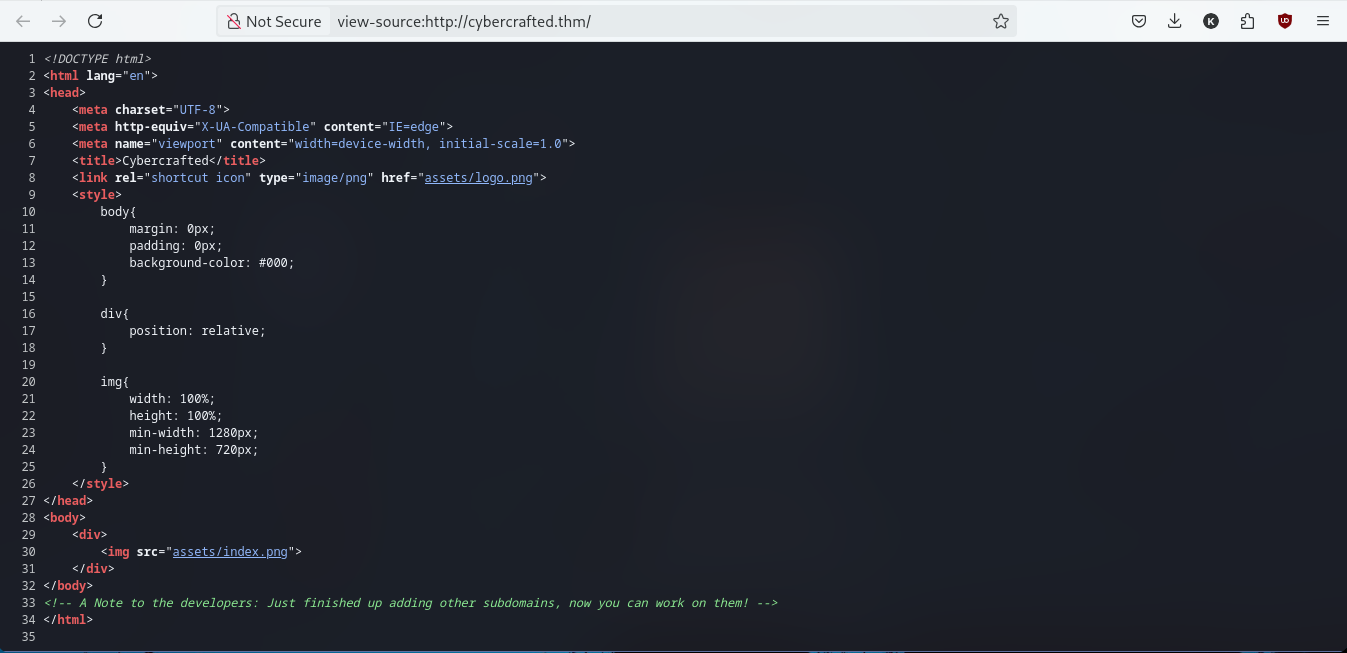 Not Secure view-source:http://cybercrafted.thm/
1 <!DOCTYPE html>
2 <html lang="en">
3 <head>
4     <meta charset="UTF-8">
5     <meta http-equiv="X-UA-Compatible" content="IE=edge">
6     <meta name="viewport" content="width=device-width, initial-scale=1.0">
7     <title>Cybercrafted</title>
8     <link rel="shortcut icon" type="image/png" href="assets/logo.png">
9     <style>
10         body{
11             margin: 0px;
12             padding: 0px;
13             background-color: #000;
14         }
15
16         div{
17             position: relative;
18         }
19
20         img{
21             width: 100%;
22             height: 100%;
23             min-width: 1280px;
24             min-height: 720px;
25         }
26     </style>
27 </head>
28 <body>
29     <div>
30         <img src="assets/index.png">
31     </div>
32 </body>
33 <!-- A Note to the developers: Just finished up adding other subdomains, now you can work on them! -->
34 </html>
35